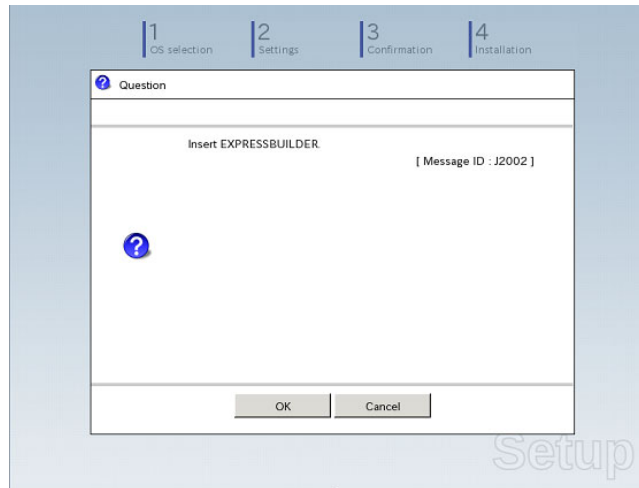 1
OS selection
2
Settings
3
Confirmation
4
Installation
Question
Insert EXPRESSBUILDER.
[ Message ID : J2002 ]
OK
Cancel
Setup